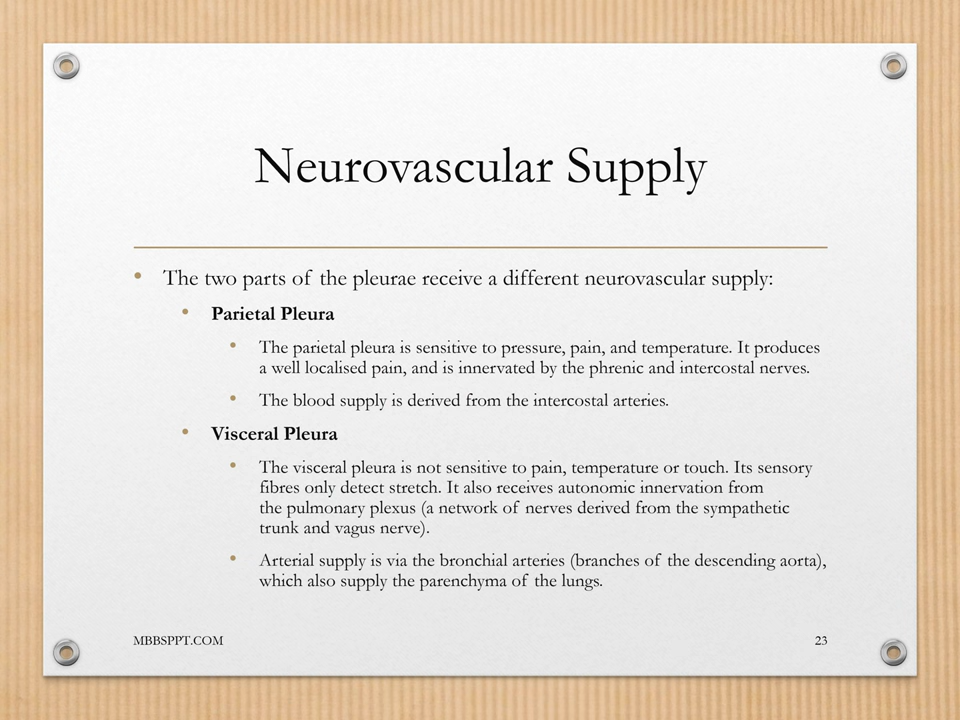 Neurovascular Supply
• The two parts of the pleurae receive a different neurovascular supply:
• Parietal Pleura
• The parietal pleura is sensitive to pressure, pain, and temperature. It produces
a well localised pain, and is innervated by the phrenic and intercostal nerves.
• The blood supply is derived from the intercostal arteries.
• Visceral Pleura
• The visceral pleura is not sensitive to pain, temperature or touch. Its sensory
fibres only detect stretch. It also receives autonomic innervation from
the pulmonary plexus (a network of nerves derived from the sympathetic
trunk and vagus nerve).
• Arterial supply is via the bronchial arteries (branches of the descending aorta),
which also supply the parenchyma of the lungs.
MBBSPPT.COM
23